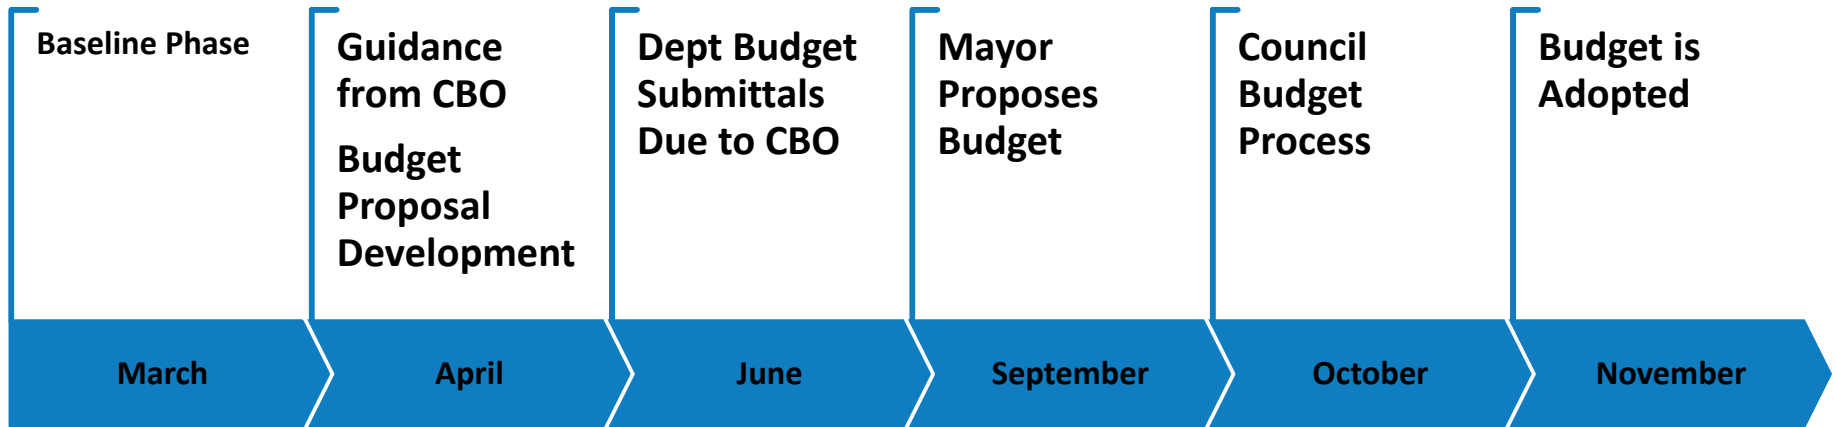 Baseline Phase
Guidance
from CBO
Budget
Proposal
Development
Dept Budget
Submittals
Due to CBO
Mayor
Proposes
Budget
Council
Budget
Process
Budget is
Adopted
March
April
June
September
October
November